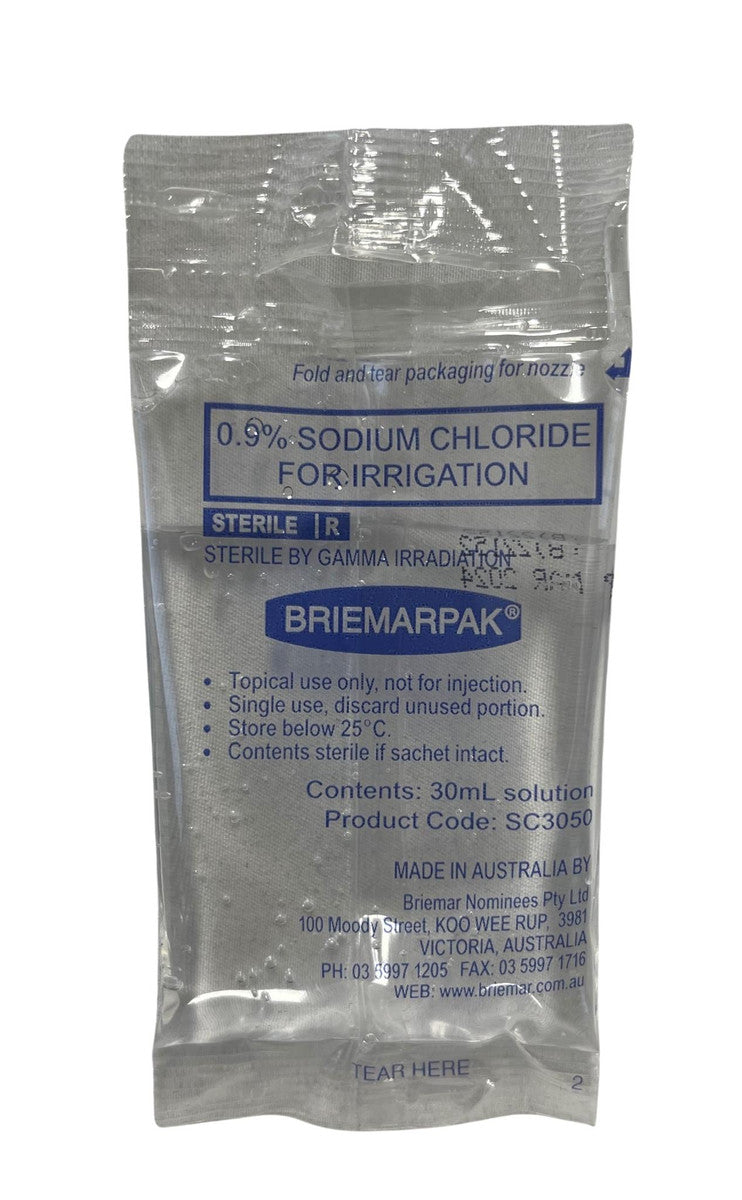 Fold and tear packaging for nozzle
0.9% SODIUM CHLORIDE
FOR IRRIGATION
STERILE R
STERILE BY GAMMA IRRADIATION
BRIEMARPAK®
• Topical use only, not for injection.
• Single use, discard unused portion.
• Store below 25°C.
• Contents sterile if sachet intact.
Contents: 30mL solution
Product Code: SC3050
MADE IN AUSTRALIA BY
Briemar Nominees Pty Ltd
100 Moody Street, KOO WEE RUP, 3981
VICTORIA, AUSTRALIA
PH: 03 5997 1205 FAX: 03 5997 1716
WEB: www.briemar.com.au
TEAR HERE
2